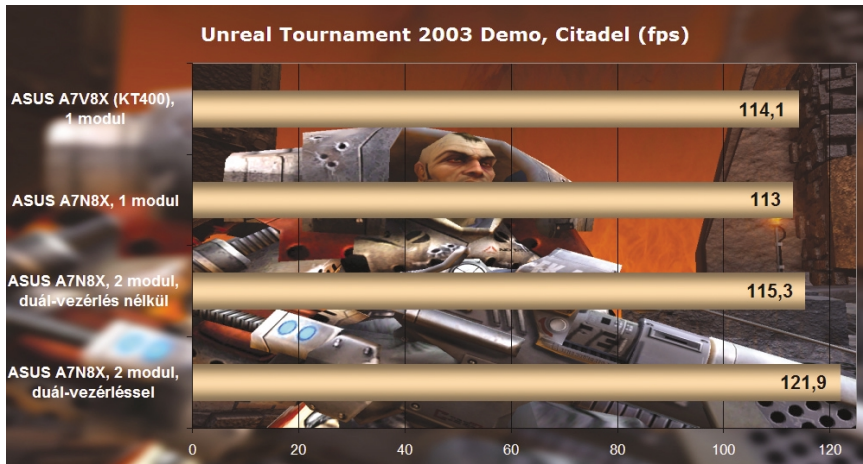 Unreal Tournament 2003 Demo, Citadel (fps)
ASUS A7V8X (KT400),
1 modul
114,1
ASUS A7N8X, 1 modul
113
ASUS A7N8X, 2 modul,
duál-vezérlés nélkül
115,3
ASUS A7N8X, 2 modul,
duál-vezérléssel
121,9
0 20 40 60 80 100 120